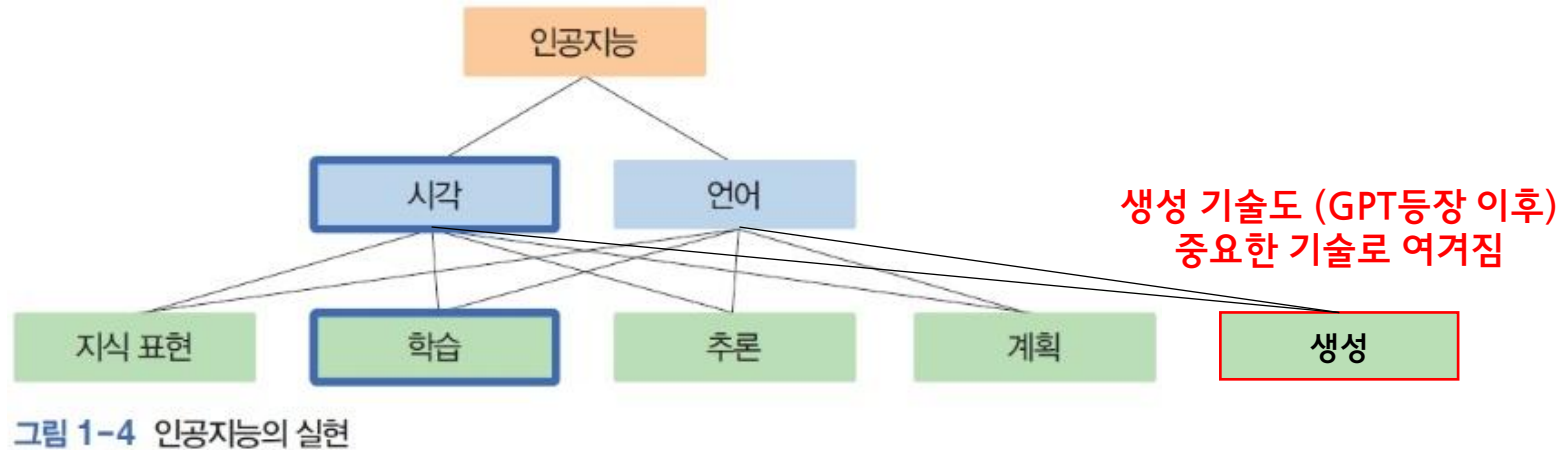 인공지능
시각
언어
생성 기술도 (GPT등장 이후)
중요한 기술로 여겨짐
지식 표현
학습
추론
계획
생성
그림 1-4 인공지능의 실현